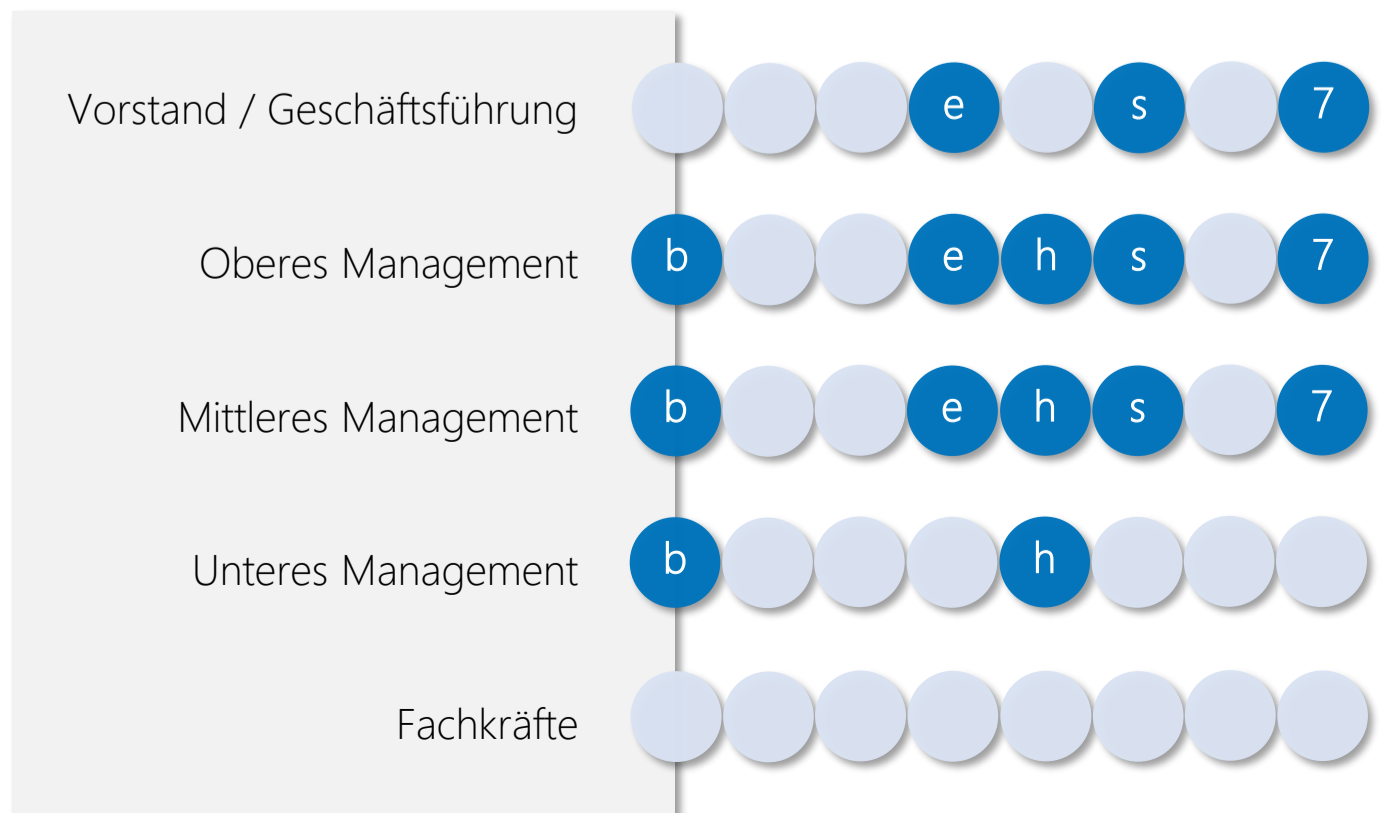 Vorstand / Geschäftsführung e s 7
Oberes Management b e h s 7
Mittleres Management b e h s 7
Unteres Management b h
Fachkräfte